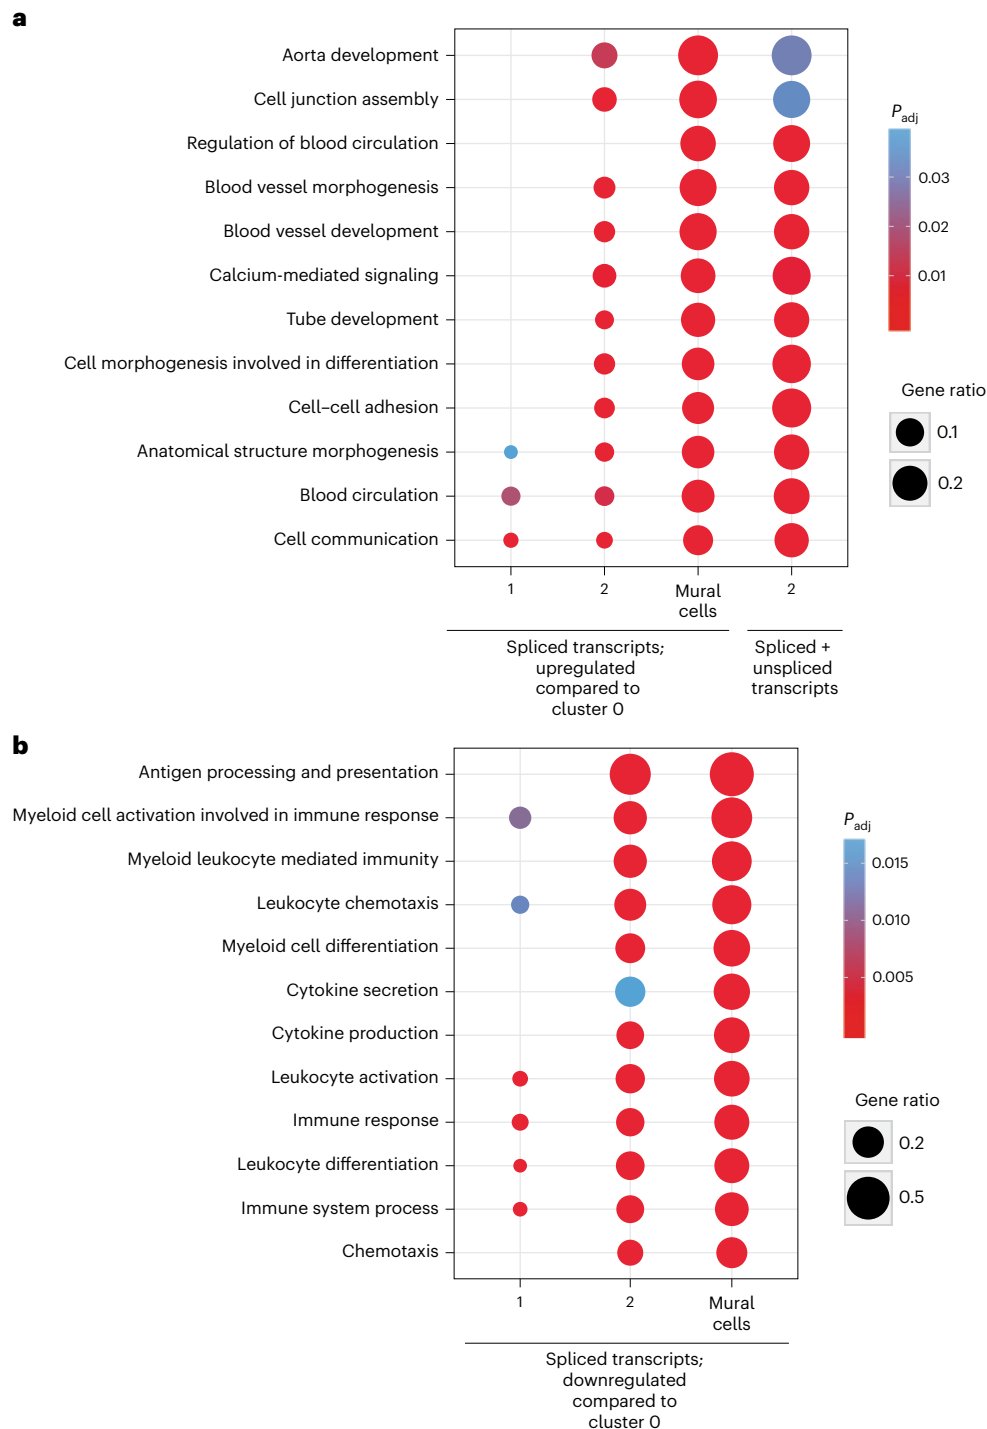 a
Aorta development
Cell junction assembly
Regulation of blood circulation
Blood vessel morphogenesis
Blood vessel development
Calcium-mediated signaling
Tube development
Cell morphogenesis involved in differentiation
Cell–cell adhesion
Anatomical structure morphogenesis
Blood circulation
Cell communication
1
2
Mural
cells
2
Spliced transcripts;
upregulated
compared to
cluster 0
Spliced +
unspliced
transcripts
Padj
0.03
0.02
0.01
Gene ratio
0.1
0.2
b
Antigen processing and presentation
Myeloid cell activation involved in immune response
Myeloid leukocyte mediated immunity
Leukocyte chemotaxis
Myeloid cell differentiation
Cytokine secretion
Cytokine production
Leukocyte activation
Immune response
Leukocyte differentiation
Immune system process
Chemotaxis
1
2
Mural
cells
Spliced transcripts;
downregulated
compared to
cluster 0
Padj
0.015
0.010
0.005
Gene ratio
0.2
0.5